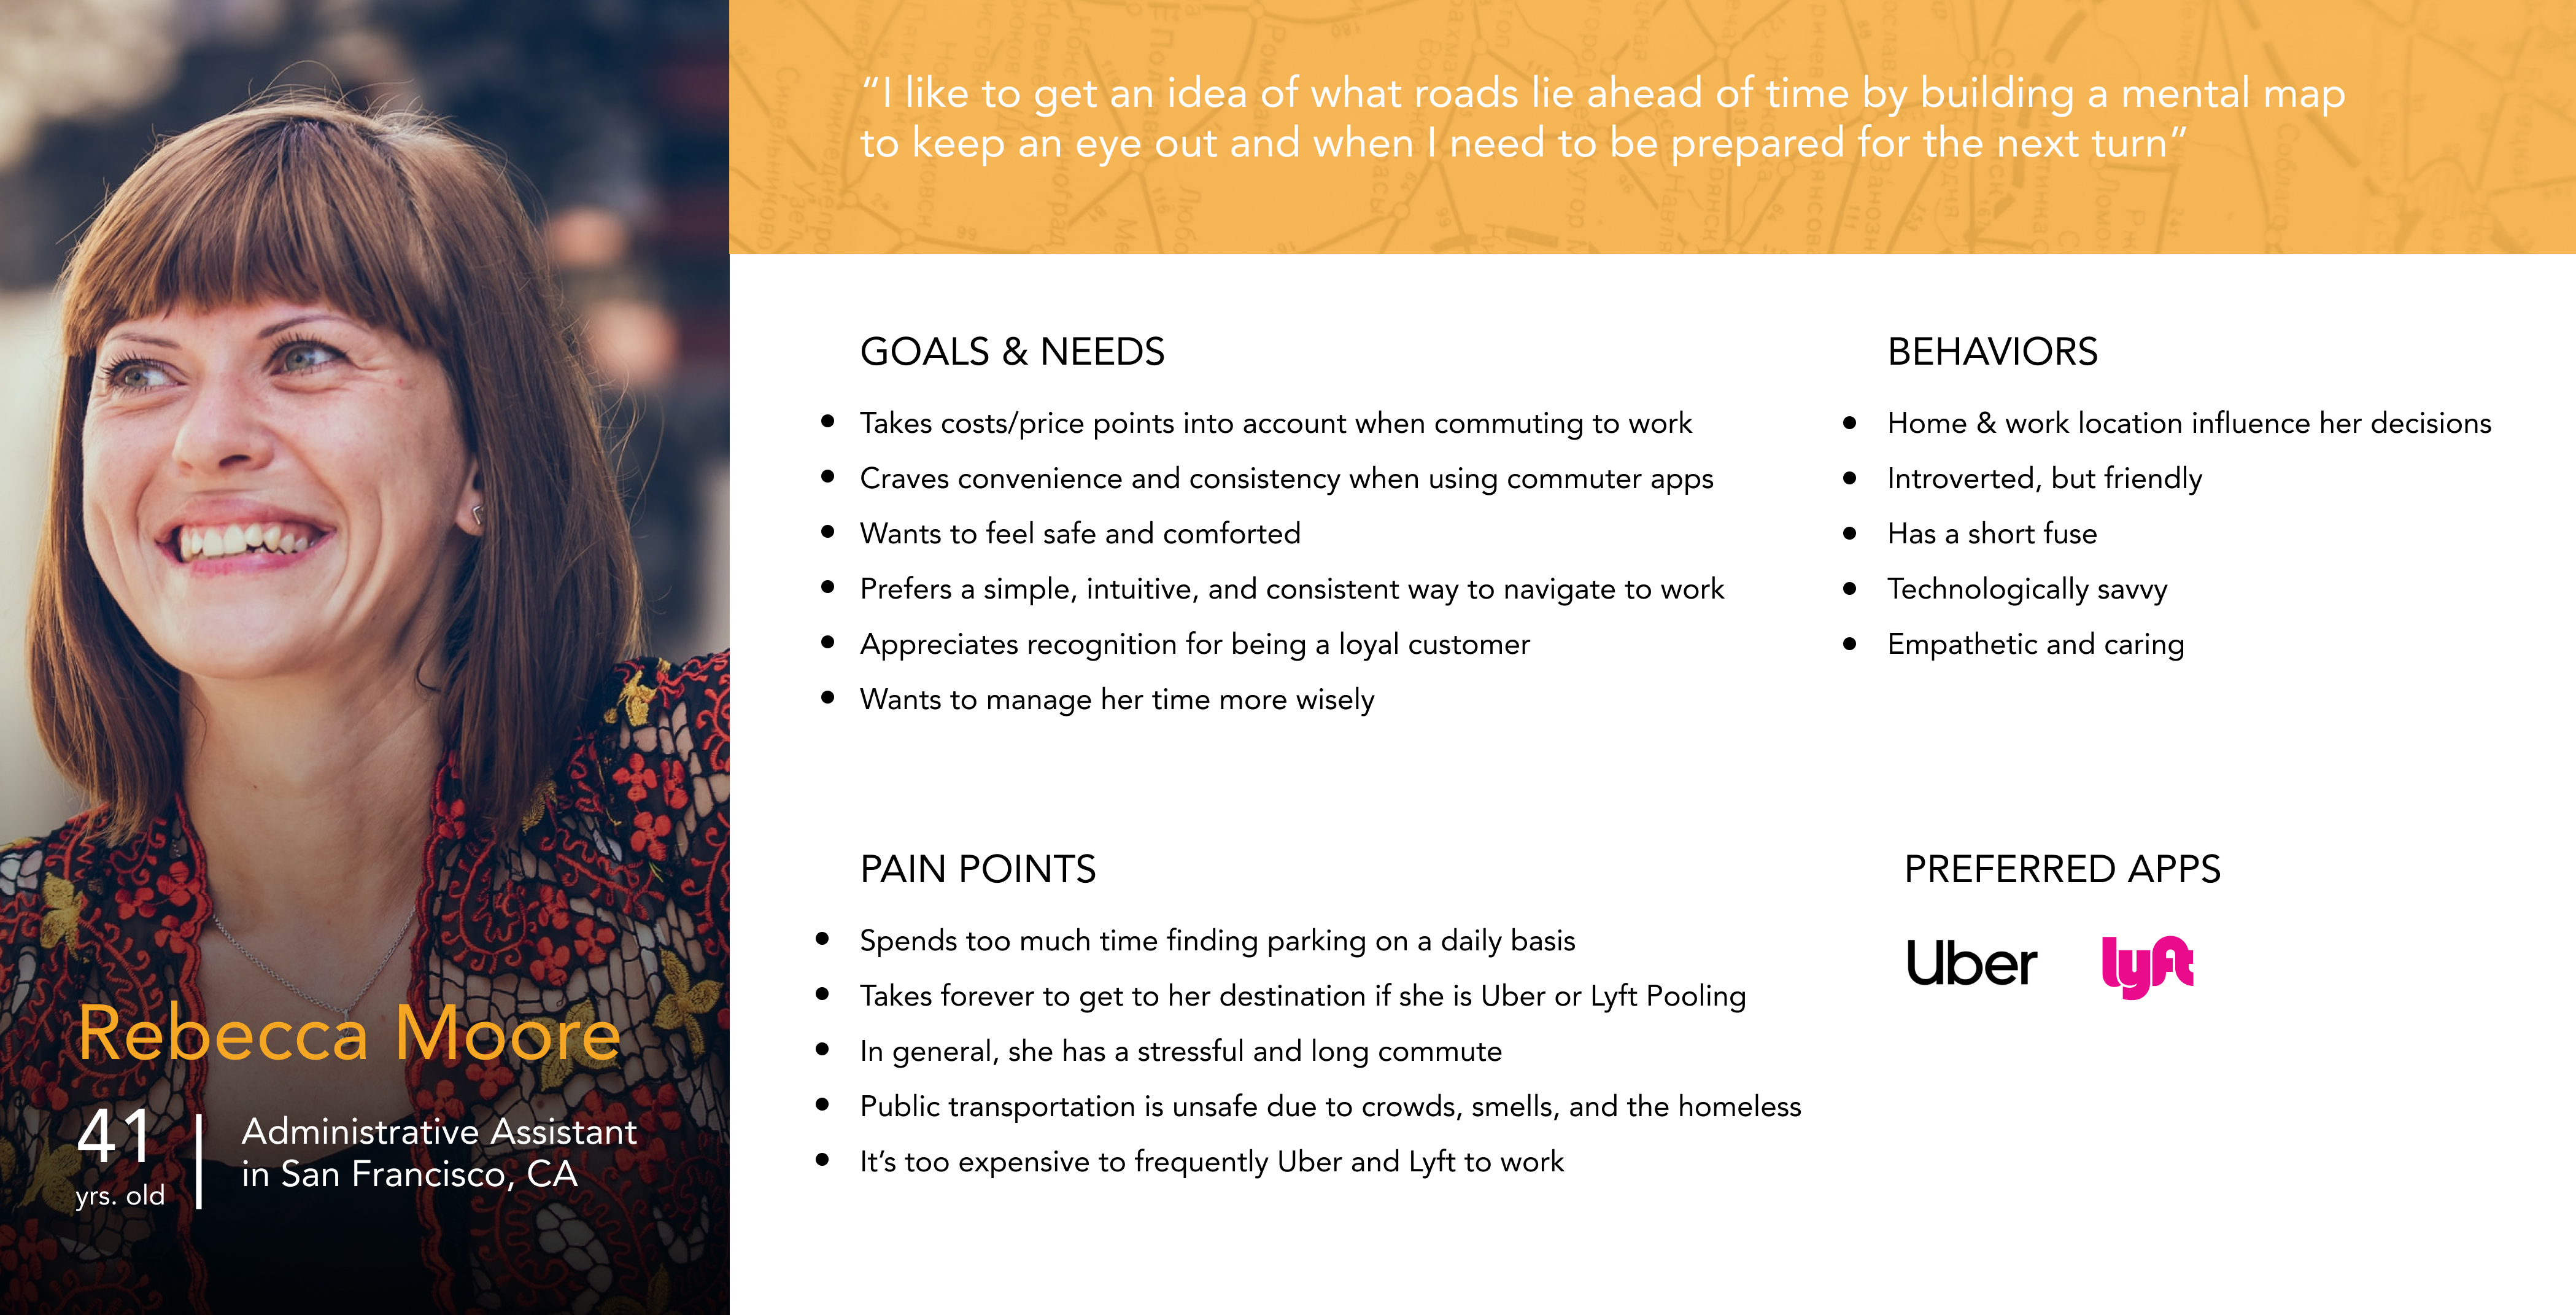 “I like to get an idea of what roads lie ahead of time by building a mental map
to keep an eye out and when I need to be prepared for the next turn”
GOALS & NEEDS
Takes costs/price points into account when commuting to work
Craves convenience and consistency when using commuter apps
Wants to feel safe and comforted
Prefers a simple, intuitive, and consistent way to navigate to work
Appreciates recognition for being a loyal customer
Wants to manage her time more wisely
BEHAVIORS
Home & work location influence her decisions
Introverted, but friendly
Has a short fuse
Technologically savvy
Empathetic and caring
PAIN POINTS
Spends too much time finding parking on a daily basis
Takes forever to get to her destination if she is Uber or Lyft Pooling
In general, she has a stressful and long commute
Public transportation is unsafe due to crowds, smells, and the homeless
It’s too expensive to frequently Uber and Lyft to work
PREFERRED APPS
Uber
lyft
Rebecca Moore
41
yrs. old
Administrative Assistant
in San Francisco, CA